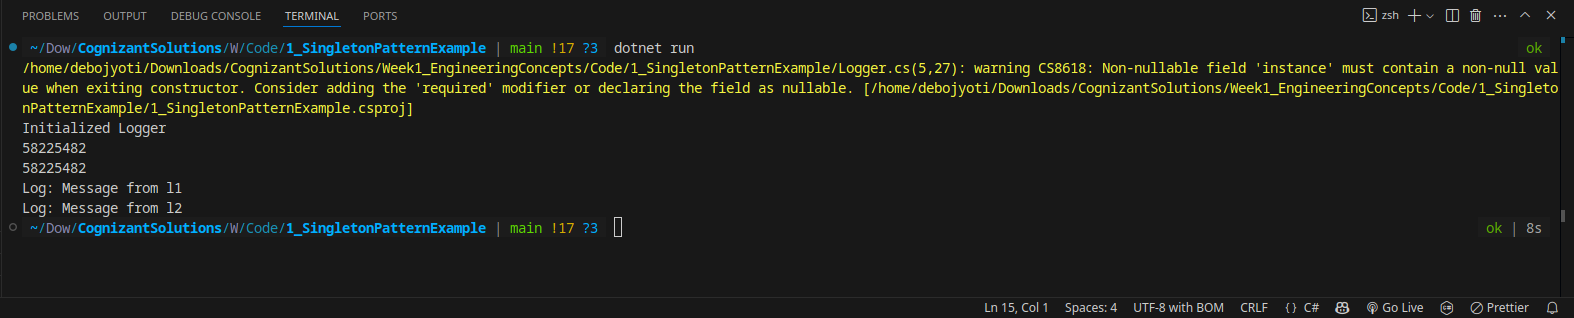 PROBLEMS OUTPUT DEBUG CONSOLE TERMINAL PORTS zsh
~/Dow/CognizantSolutions/W/Code/1_SingletonPatternExample | main !17 ?3 dotnet run ok
/home/debojyoti/Downloads/CognizantSolutions/Week1_EngineeringConcepts/Code/1_SingletonPatternExample/Logger.cs(5,27): warning CS8618: Non-nullable field 'instance' must contain a non-null val
ue when exiting constructor. Consider adding the 'required' modifier or declaring the field as nullable. [/home/debojyoti/Downloads/CognizantSolutions/Week1_EngineeringConcepts/Code/1_Singleto
nPatternExample/1_SingletonPatternExample.csproj]
Initialized Logger
58225482
58225482
Log: Message from l1
Log: Message from l2
~/Dow/CognizantSolutions/W/Code/1_SingletonPatternExample | main !17 ?3 ok | 8s
Ln 15, Col 1 Spaces: 4 UTF-8 with BOM CRLF {} C# Go Live Prettier